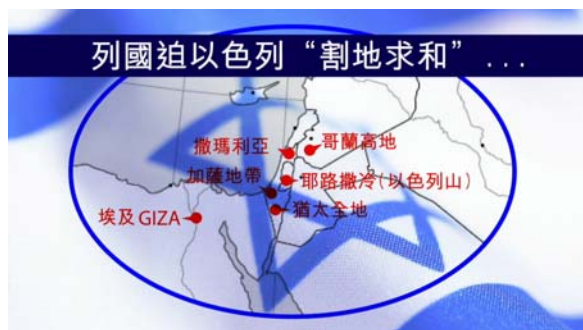 列國迫以色列“割地求和”...
撒瑪利亞
哥蘭高地
加薩地帶
耶路撒冷(以色列山)
猶太全地
埃及 GIZA